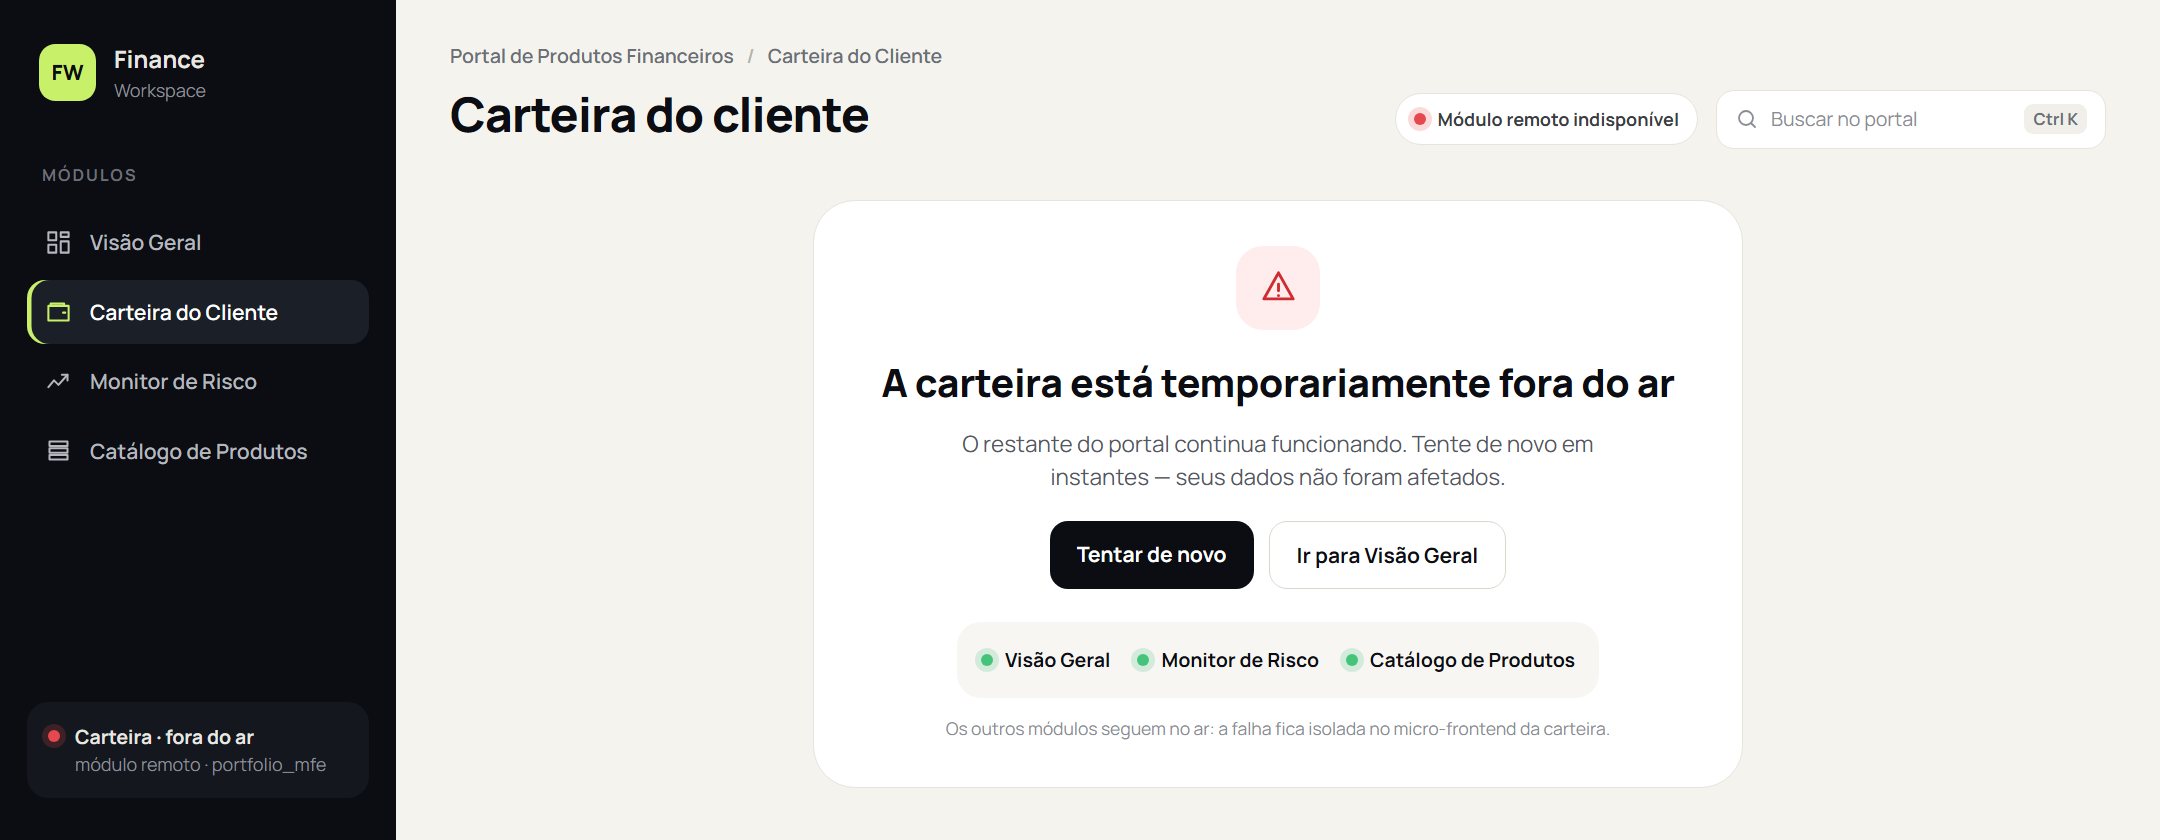 FW
Finance
Workspace
MÓDULOS
Visão Geral
Carteira do Cliente
Monitor de Risco
Catálogo de Produtos
Carteira · fora do ar
módulo remoto · portfolio_mfe
Portal de Produtos Financeiros / Carteira do Cliente
Carteira do cliente
Módulo remoto indisponível
Buscar no portal
Ctrl K
A carteira está temporariamente fora do ar
O restante do portal continua funcionando. Tente de novo em
instantes — seus dados não foram afetados.
Tentar de novo
Ir para Visão Geral
Visão Geral
Monitor de Risco
Catálogo de Produtos
Os outros módulos seguem no ar: a falha fica isolada no micro-frontend da carteira.